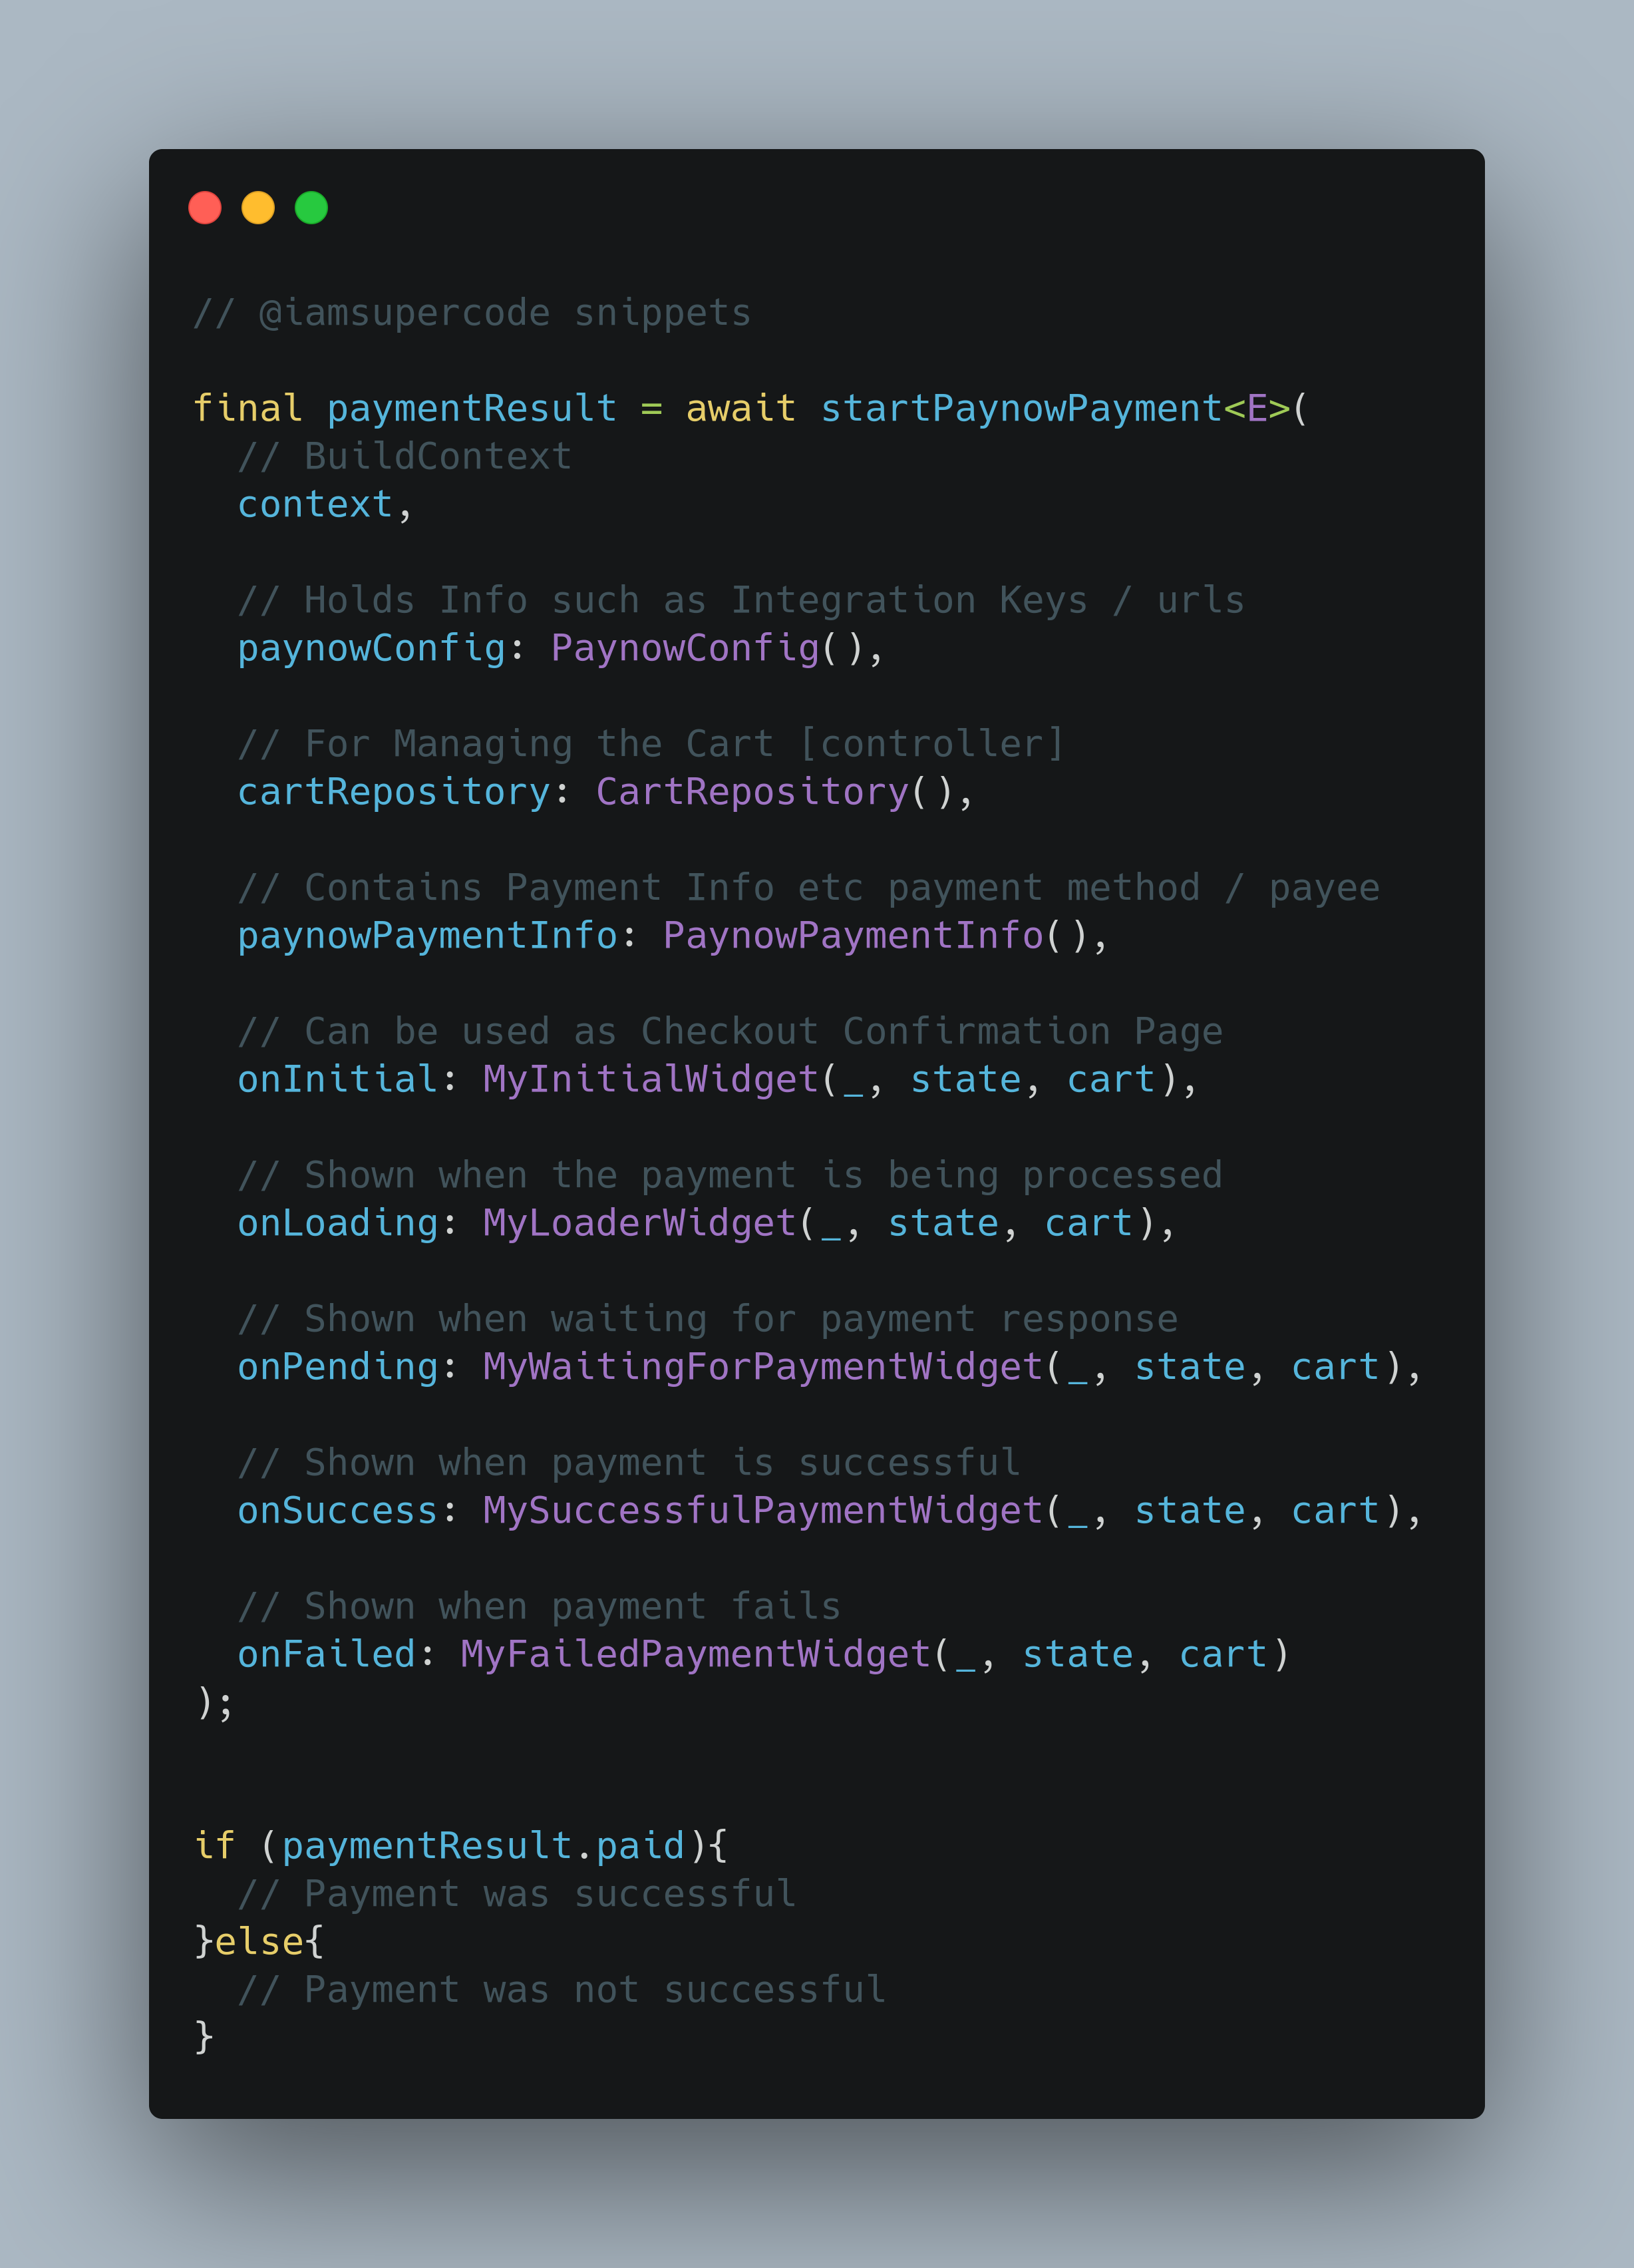 // @iamsupercode snippets
final paymentResult = await startPaynowPayment<E>(
  // BuildContext
  context,
  // Holds Info such as Integration Keys / urls
  paynowConfig: PaynowConfig(),
  // For Managing the Cart [controller]
  cartRepository: CartRepository(),
  // Contains Payment Info etc payment method / payee
  paynowPaymentInfo: PaynowPaymentInfo(),
  // Can be used as Checkout Confirmation Page
  onInitial: MyInitialWidget(_, state, cart),
  // Shown when the payment is being processed
  onLoading: MyLoaderWidget(_, state, cart),
  // Shown when waiting for payment response
  onPending: MyWaitingForPaymentWidget(_, state, cart),
  // Shown when payment is successful
  onSuccess: MySuccessfulPaymentWidget(_, state, cart),
  // Shown when payment fails
  onFailed: MyFailedPaymentWidget(_, state, cart)
);
if (paymentResult.paid){
  // Payment was successful
}else{
  // Payment was not successful
}